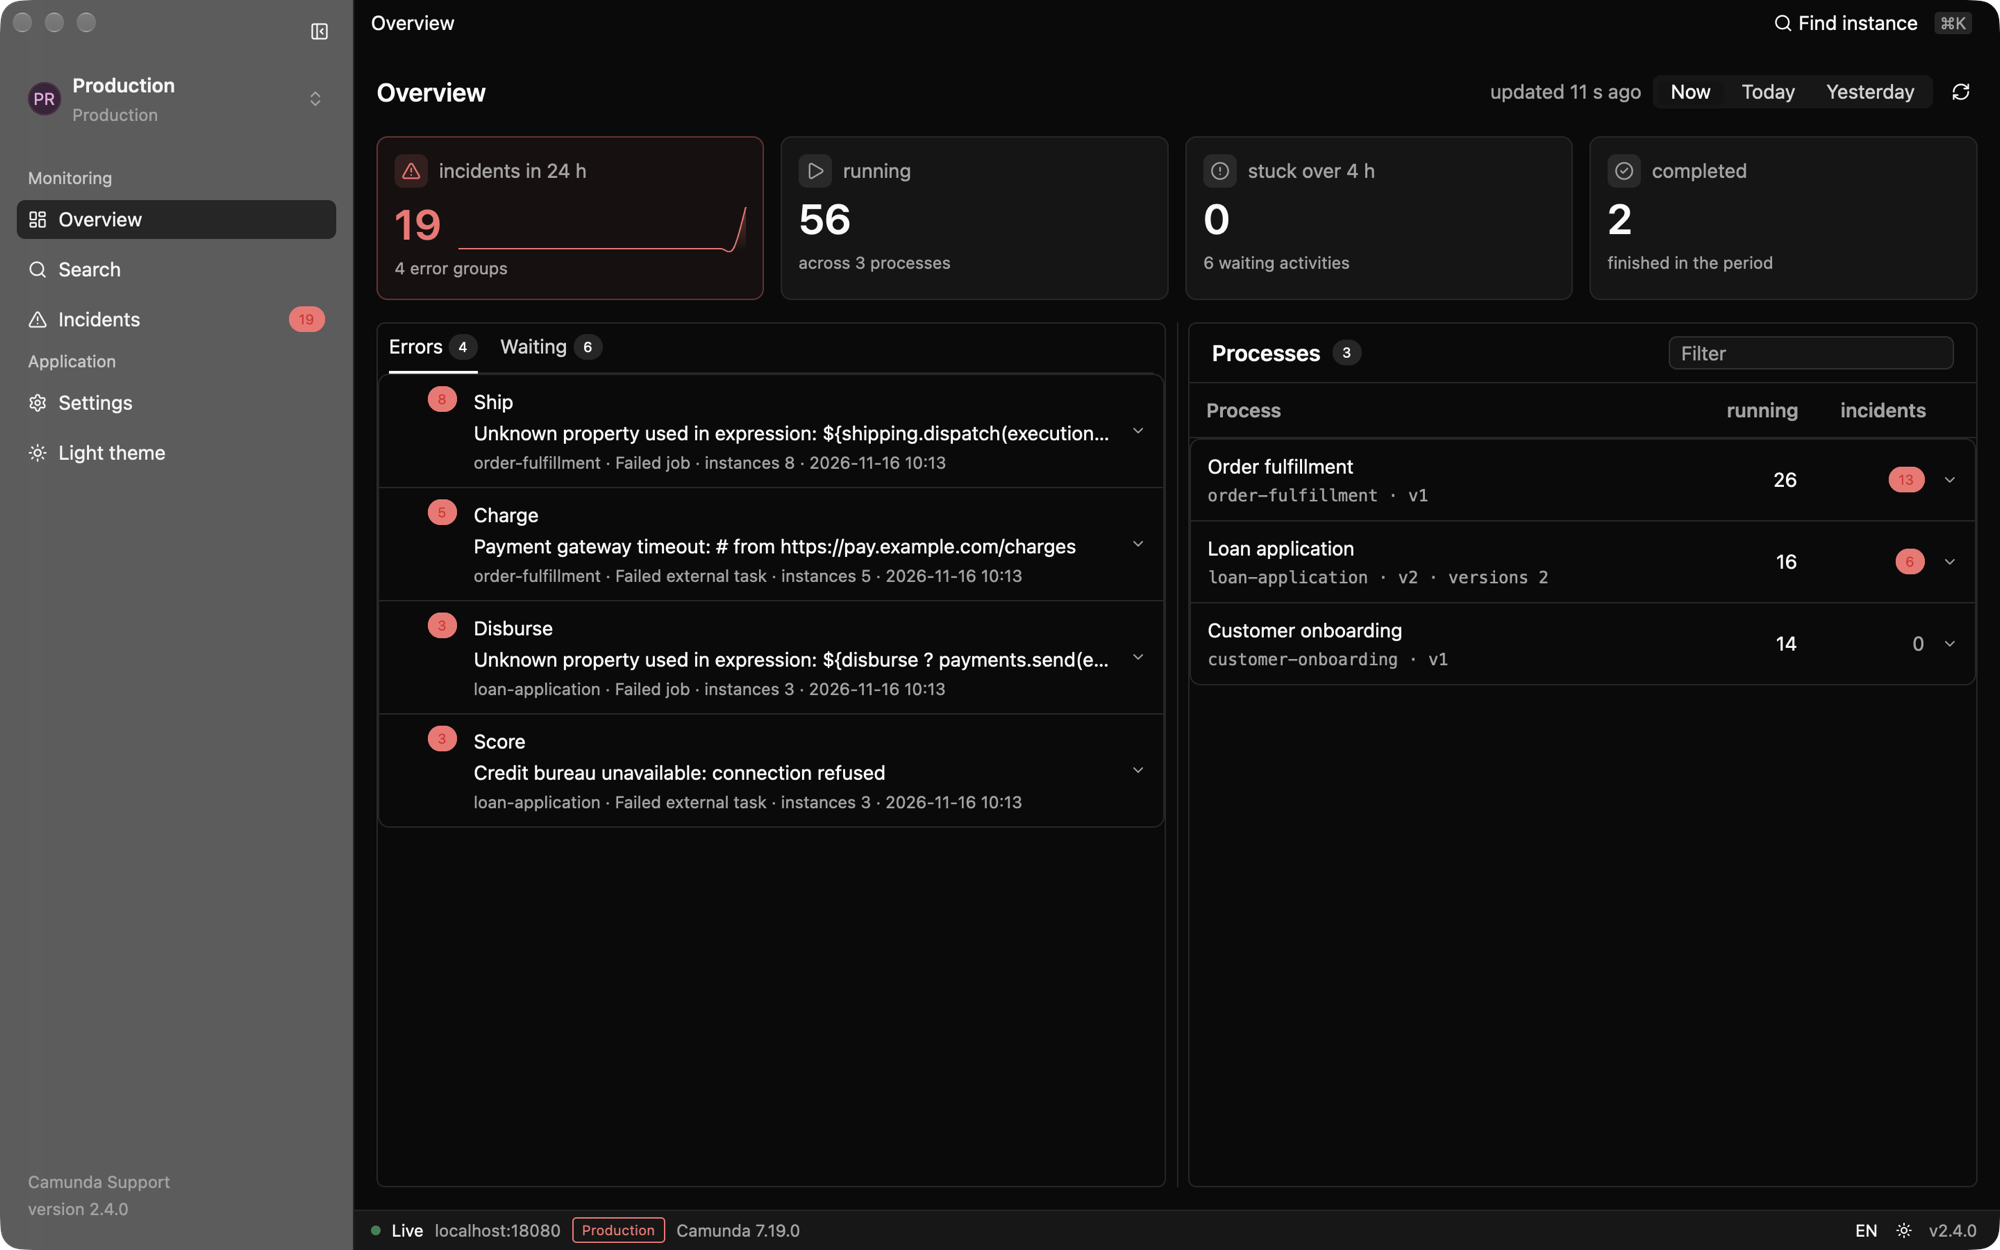 PR
Production
Production
Monitoring
Overview
Search
Incidents 19
Application
Settings
Light theme
Camunda Support
version 2.4.0
Overview
Find instance ⌘K
Overview
updated 11 s ago Now Today Yesterday
incidents in 24 h
19
4 error groups
running
56
across 3 processes
stuck over 4 h
0
6 waiting activities
completed
2
finished in the period
Errors 4 Waiting 6
8 Ship
Unknown property used in expression: ${shipping.dispatch(execution...
order-fulfillment · Failed job · instances 8 · 2026-11-16 10:13
5 Charge
Payment gateway timeout: # from https://pay.example.com/charges
order-fulfillment · Failed external task · instances 5 · 2026-11-16 10:13
3 Disburse
Unknown property used in expression: ${disburse ? payments.send(e...
loan-application · Failed job · instances 3 · 2026-11-16 10:13
3 Score
Credit bureau unavailable: connection refused
loan-application · Failed external task · instances 3 · 2026-11-16 10:13
Processes 3 Filter
Process running incidents
Order fulfillment 26 13
order-fulfillment · v1
Loan application 16 6
loan-application · v2 · versions 2
Customer onboarding 14 0
customer-onboarding · v1
Live localhost:18080 Production Camunda 7.19.0
EN v2.4.0